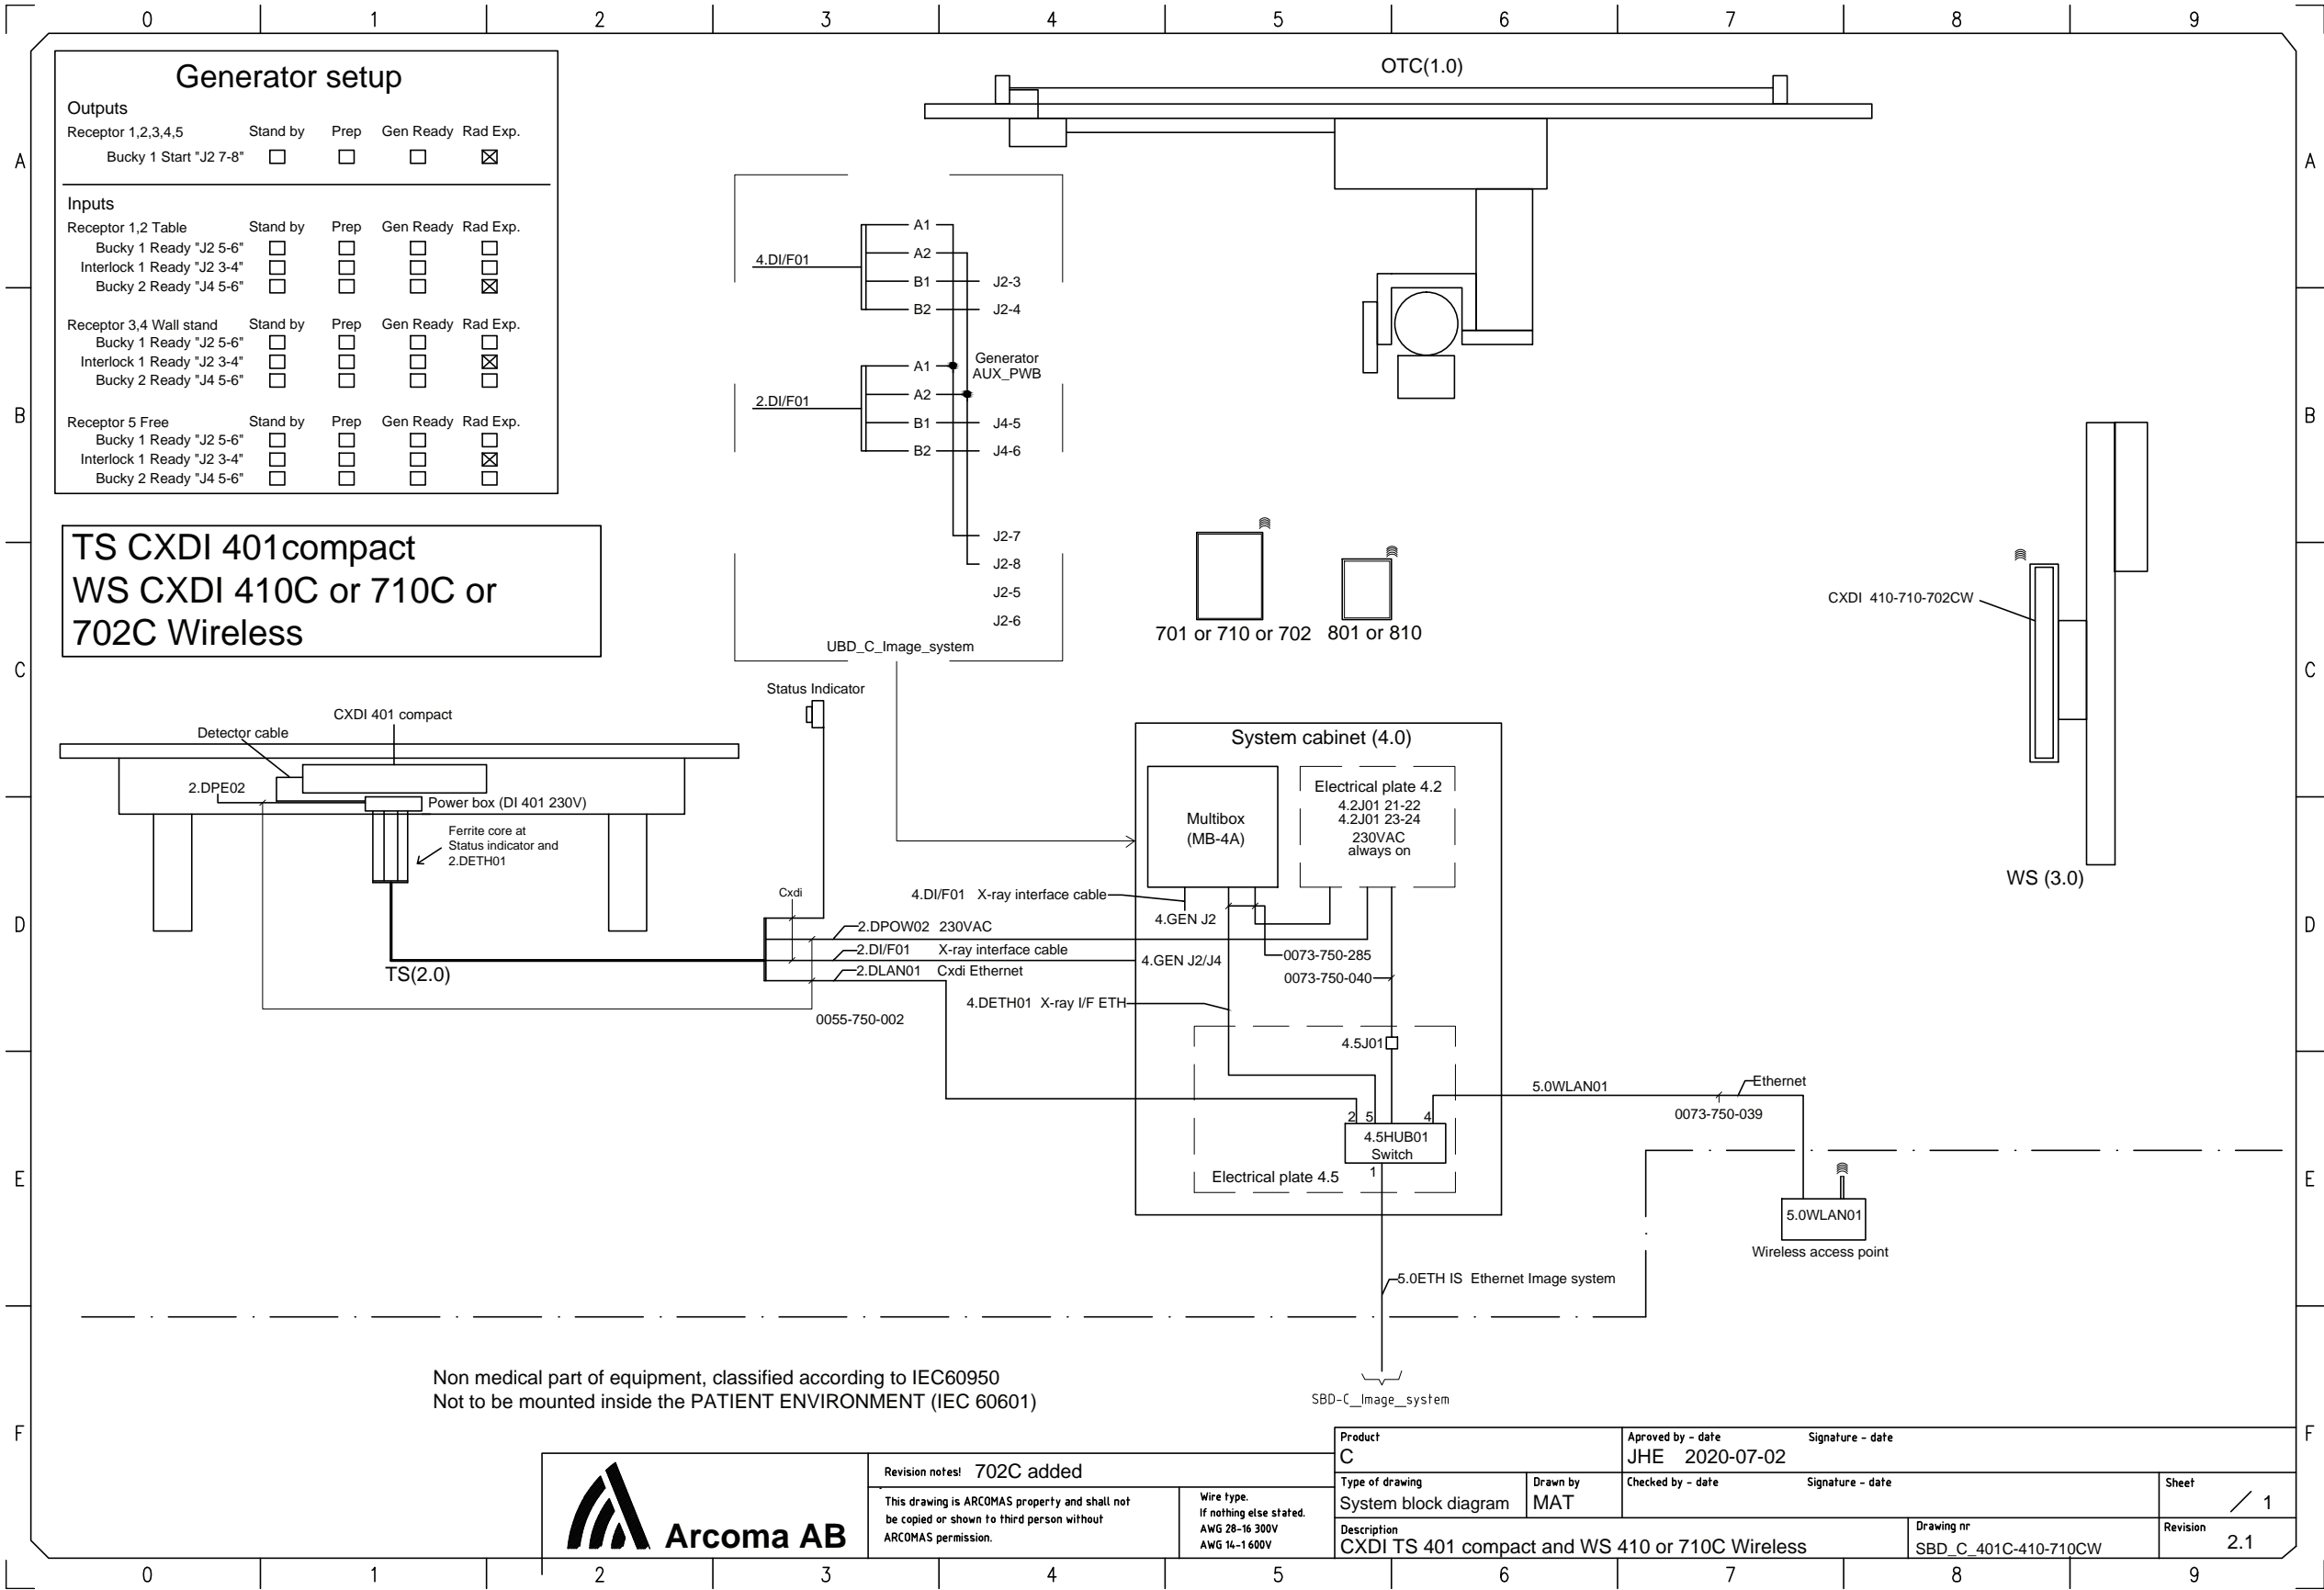 0 1 2 3 4 5 6 7 8 9
Generator setup
Outputs
Receptor 1,2,3,4,5 Stand by Prep Gen Ready Rad Exp.
Bucky 1 Start "J2 7-8"
Inputs
Receptor 1,2 Table Stand by Prep Gen Ready Rad Exp.
Bucky 1 Ready "J2 5-6"
Interlock 1 Ready "J2 3-4"
Bucky 2 Ready "J4 5-6"
Receptor 3,4 Wall stand Stand by Prep Gen Ready Rad Exp.
Bucky 1 Ready "J2 5-6"
Interlock 1 Ready "J2 3-4"
Bucky 2 Ready "J4 5-6"
Receptor 5 Free Stand by Prep Gen Ready Rad Exp.
Bucky 1 Ready "J2 5-6"
Interlock 1 Ready "J2 3-4"
Bucky 2 Ready "J4 5-6"
A
B
C
D
E
F
A
B
C
D
E
F
TS CXDI 401compact
WS CXDI 410C or 710C or
702C Wireless
OTC(1.0)
4.DI/F01
A1
A2
B1 J2-3
B2 J2-4
Generator
AUX_PWB
2.DI/F01
A1
A2
B1 J4-5
B2 J4-6
J2-7
J2-8
J2-5
J2-6
UBD_C_Image_system
701 or 710 or 702
801 or 810
CXDI 410-710-702CW
WS (3.0)
Status Indicator
CXDI 401 compact
Detector cable
2.DPE02
Power box (DI 401 230V)
Ferrite core at
Status indicator and
2.DETH01
TS(2.0)
Cxdi
2.DPOW02 230VAC
2.DI/F01 X-ray interface cable
2.DLAN01 Cxdi Ethernet
0055-750-002
System cabinet (4.0)
Multibox
(MB-4A)
Electrical plate 4.2
4.2J01 21-22
4.2J01 23-24
230VAC
always on
4.DI/F01 X-ray interface cable
4.GEN J2
4.GEN J2/J4
0073-750-285
0073-750-040
4.DETH01 X-ray I/F ETH
4.5J01
2 5 4
4.5HUB01
Switch
1
Electrical plate 4.5
5.0WLAN01
Ethernet
0073-750-039
5.0WLAN01
Wireless access point
5.0ETH IS Ethernet Image system
SBD-C_Image_system
Non medical part of equipment, classified according to IEC60950
Not to be mounted inside the PATIENT ENVIRONMENT (IEC 60601)
Arcoma AB
Revision notes! 702C added
This drawing is ARCOMAS property and shall not
be copied or shown to third person without
ARCOMAS permission.
Wire type.
If nothing else stated.
AWG 28-16 300V
AWG 14-1 600V
Product
C
Aproved by - date Signature - date
JHE 2020-07-02
Type of drawing
System block diagram
Drawn by
MAT
Checked by - date Signature - date
Sheet
/ 1
Description
CXDI TS 401 compact and WS 410 or 710C Wireless
Drawing nr
SBD_C_401C-410-710CW
Revision
2.1
0 1 2 3 4 5 6 7 8 9